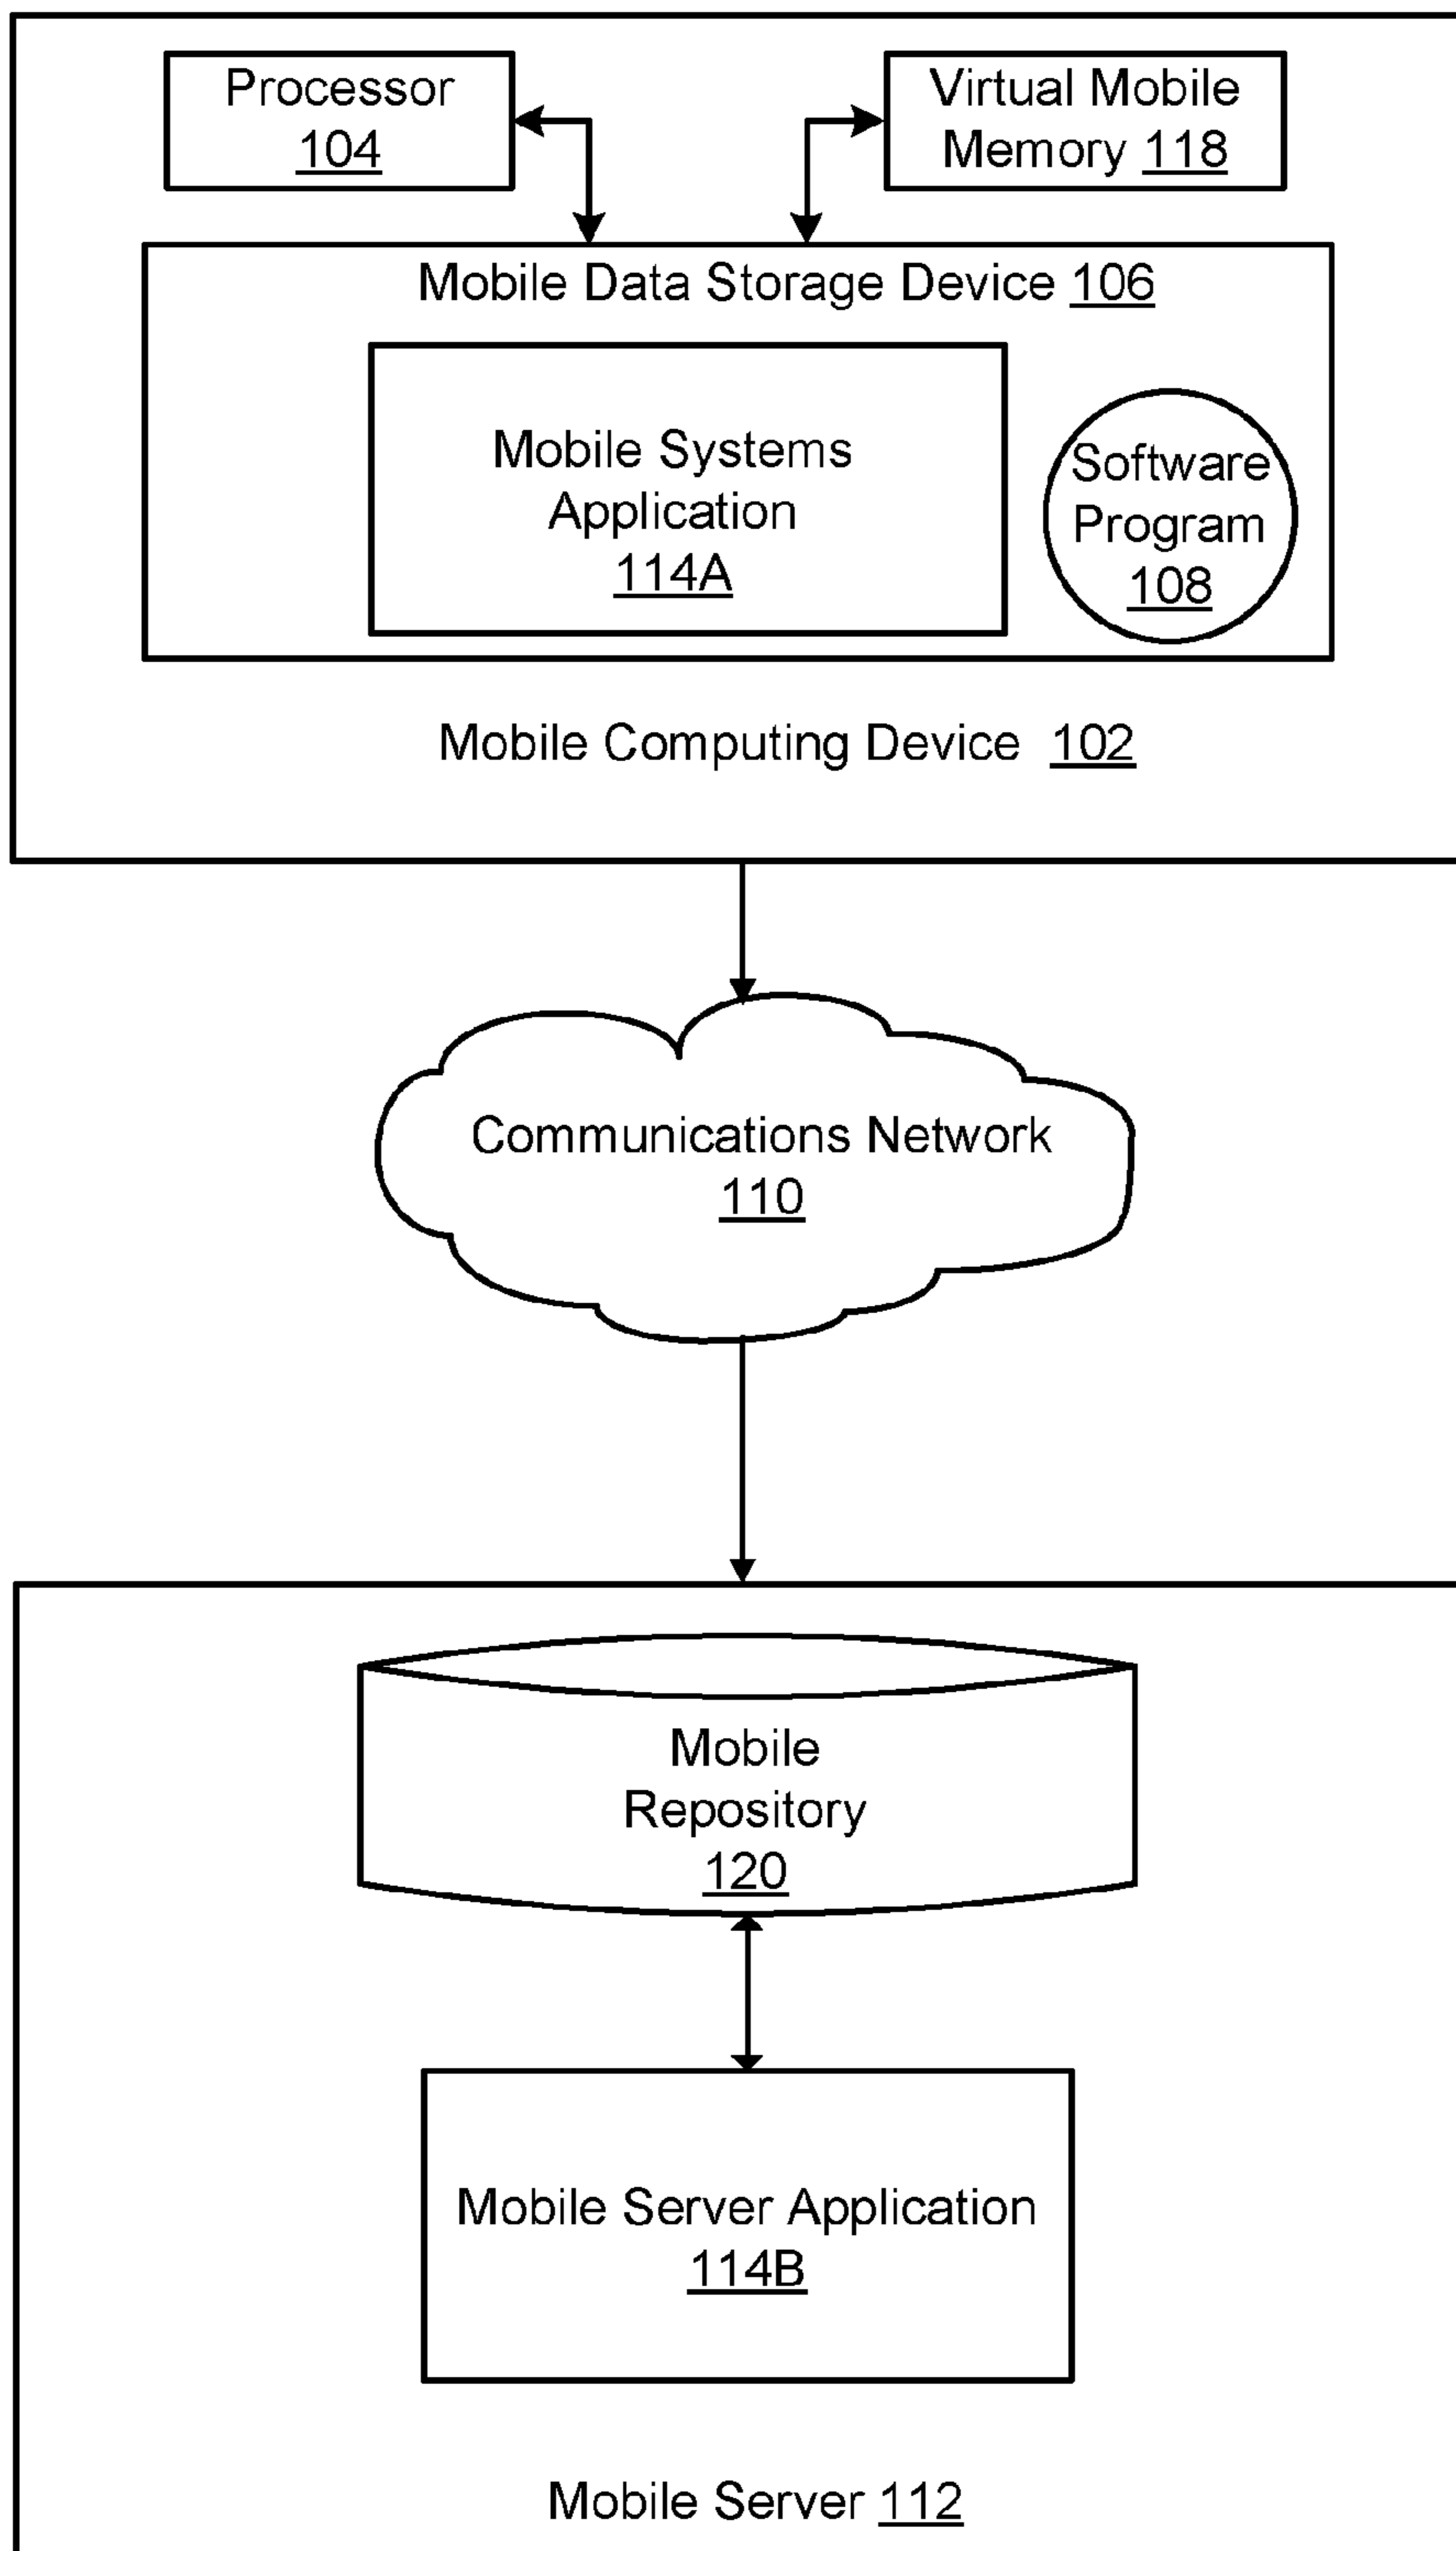 Processor
104
Virtual Mobile
Memory 118
Mobile Data Storage Device 106
Mobile Systems
Application
114A
Software
Program
108
Mobile Computing Device 102
Communications Network
110
Mobile
Repository
120
Mobile Server Application
114B
Mobile Server 112